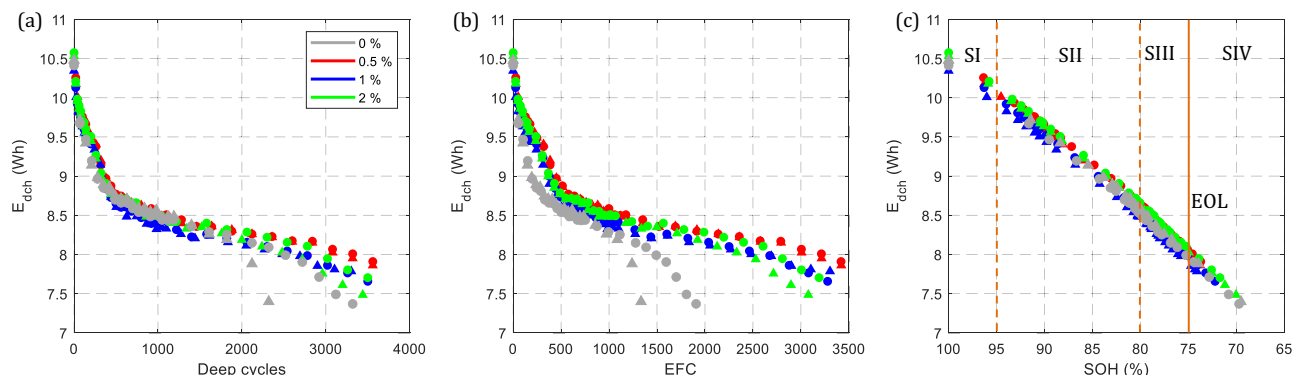 (a)
11
10.5
10
9.5
9
8.5
8
7.5
7
E_dch (Wh)
0 1000 2000 3000 4000
Deep cycles
0 %
0.5 %
1 %
2 %
(b)
11
10.5
10
9.5
9
8.5
8
7.5
7
E_dch (Wh)
0 500 1000 1500 2000 2500 3000 3500
EFC
(c)
11
10.5
10
9.5
9
8.5
8
7.5
7
E_dch (Wh)
SI SII SIII SIV
EOL
100 95 90 85 80 75 70 65
SOH (%)